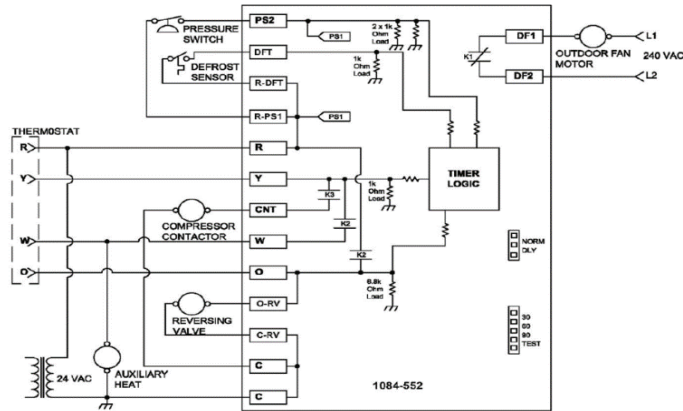 PS2
PS1
2 x 1k
Ohm
Load
PRESSURE
SWITCH
DFT
DEFROST
SENSOR
1k
Ohm
Load
R-DFT
R-PS1
PS1
K1
DF1
DF2
L1
OUTDOOR FAN
MOTOR
240 VAC
L2
THERMOSTAT
R
R
Y
Y
K3
1k
Ohm
Load
TIMER
LOGIC
CNT
COMPRESSOR
CONTACTOR
K2
W
W
K2
NORM
DLY
O
O
6.8k
Ohm
Load
O-RV
REVERSING
VALVE
C-RV
30
60
90
TEST
C
24 VAC
AUXILIARY
HEAT
C
1084-552